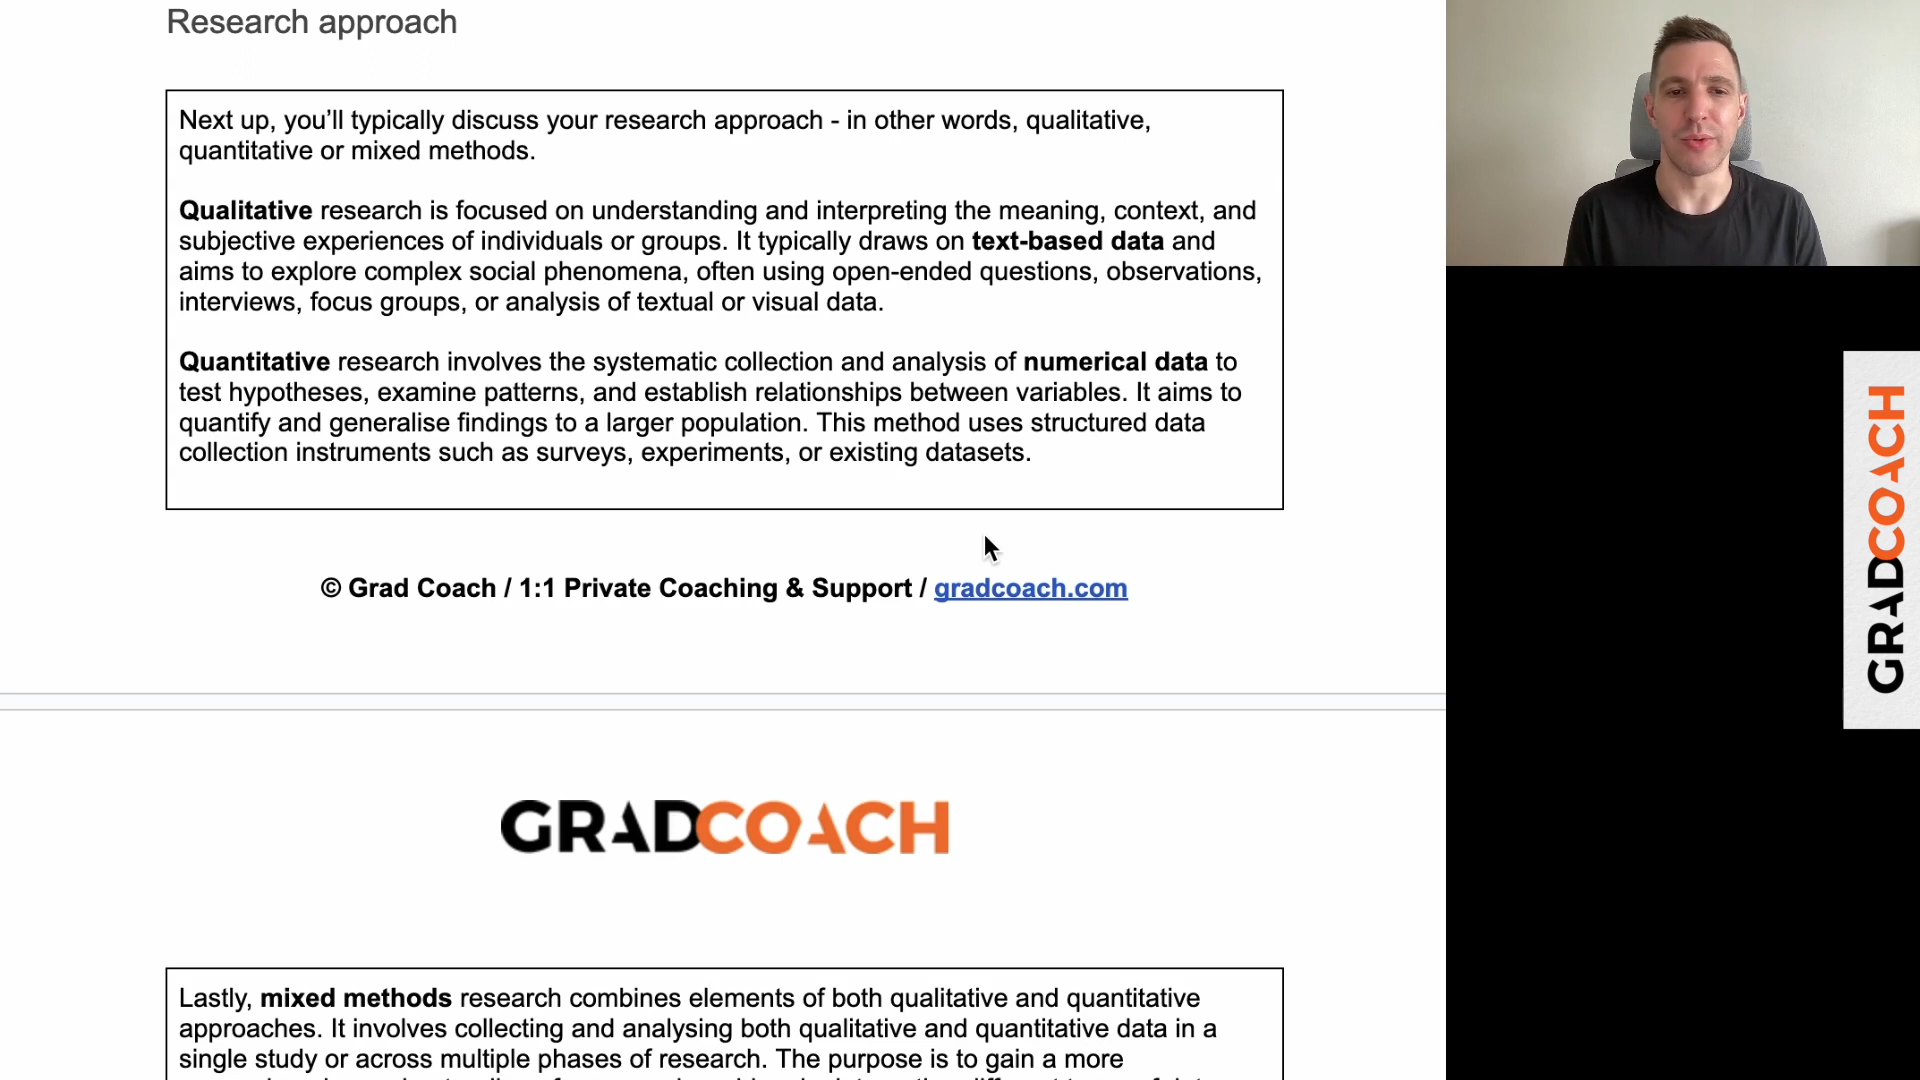 Research approach
Next up, you’ll typically discuss your research approach - in other words, qualitative,
quantitative or mixed methods.
Qualitative research is focused on understanding and interpreting the meaning, context, and
subjective experiences of individuals or groups. It typically draws on text-based data and
aims to explore complex social phenomena, often using open-ended questions, observations,
interviews, focus groups, or analysis of textual or visual data.
Quantitative research involves the systematic collection and analysis of numerical data to
test hypotheses, examine patterns, and establish relationships between variables. It aims to
quantify and generalise findings to a larger population. This method uses structured data
collection instruments such as surveys, experiments, or existing datasets.
© Grad Coach / 1:1 Private Coaching & Support / gradcoach.com
GRADCOACH
Lastly, mixed methods research combines elements of both qualitative and quantitative
approaches. It involves collecting and analysing both qualitative and quantitative data in a
single study or across multiple phases of research. The purpose is to gain a more
GRADCOACH